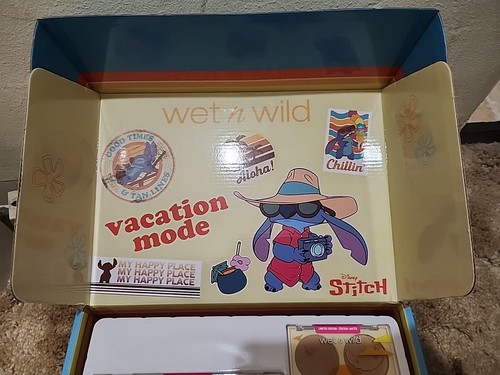 wet n wild
GOOD TIMES
& TAN LINES
Aloha!
Chillin'
vacation
mode
MY HAPPY PLACE
MY HAPPY PLACE
MY HAPPY PLACE
Disney
STITCH
wet n wild